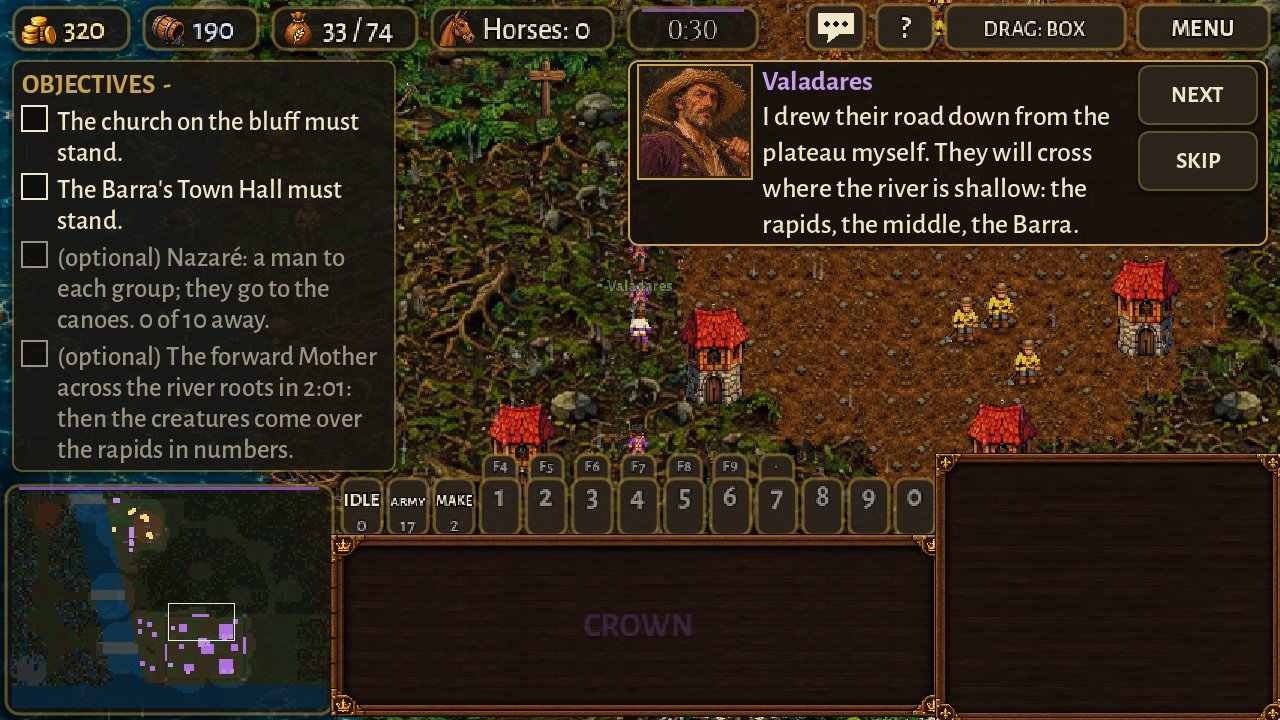 320
190
33 / 74
Horses: 0
0:30
?
DRAG: BOX
MENU
OBJECTIVES -
The church on the bluff must
stand.
The Barra's Town Hall must
stand.
(optional) Nazaré: a man to
each group; they go to the
canoes. 0 of 10 away.
(optional) The forward Mother
across the river roots in 2:01:
then the creatures come over
the rapids in numbers.
Valadares
I drew their road down from the
plateau myself. They will cross
where the river is shallow: the
rapids, the middle, the Barra.
NEXT
SKIP
Valadares
F4 F5 F6 F7 F8 F9 .
IDLE 0
ARMY 17
MAKE 2
1 2 3 4 5 6 7 8 9 0
CROWN